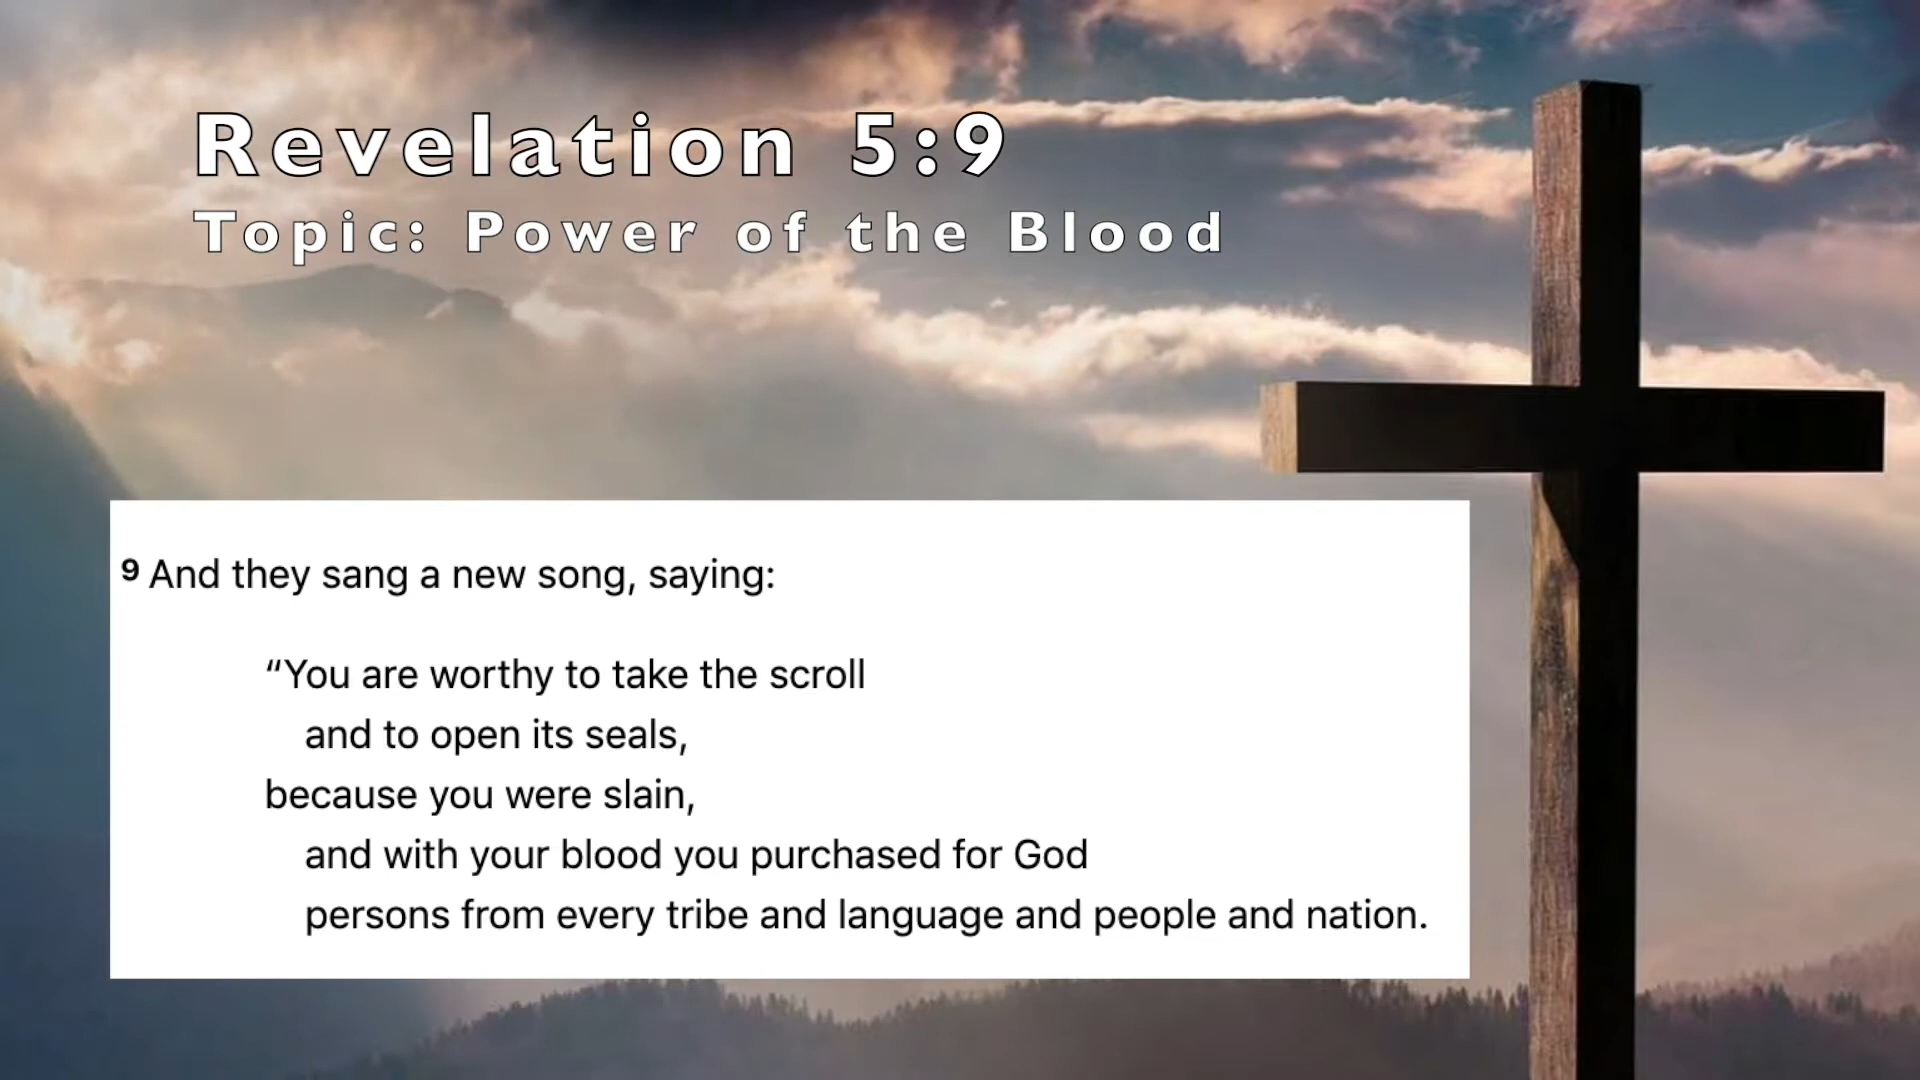 Revelation 5:9
Topic: Power of the Blood
9 And they sang a new song, saying:
“You are worthy to take the scroll
and to open its seals,
because you were slain,
and with your blood you purchased for God
persons from every tribe and language and people and nation.